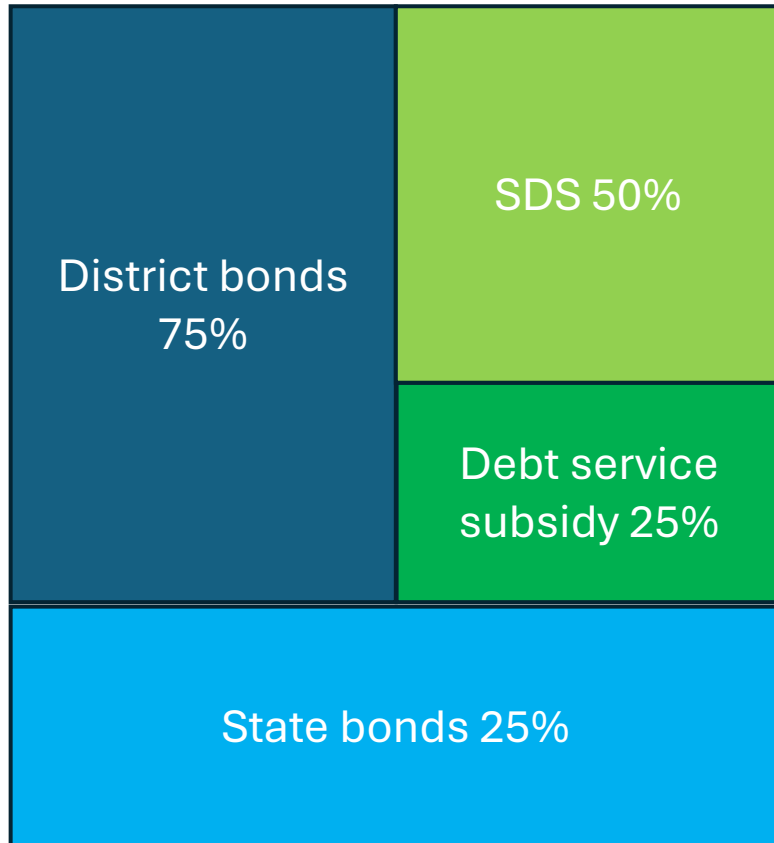 District bonds
75%
SDS 50%
Debt service
subsidy 25%
State bonds 25%